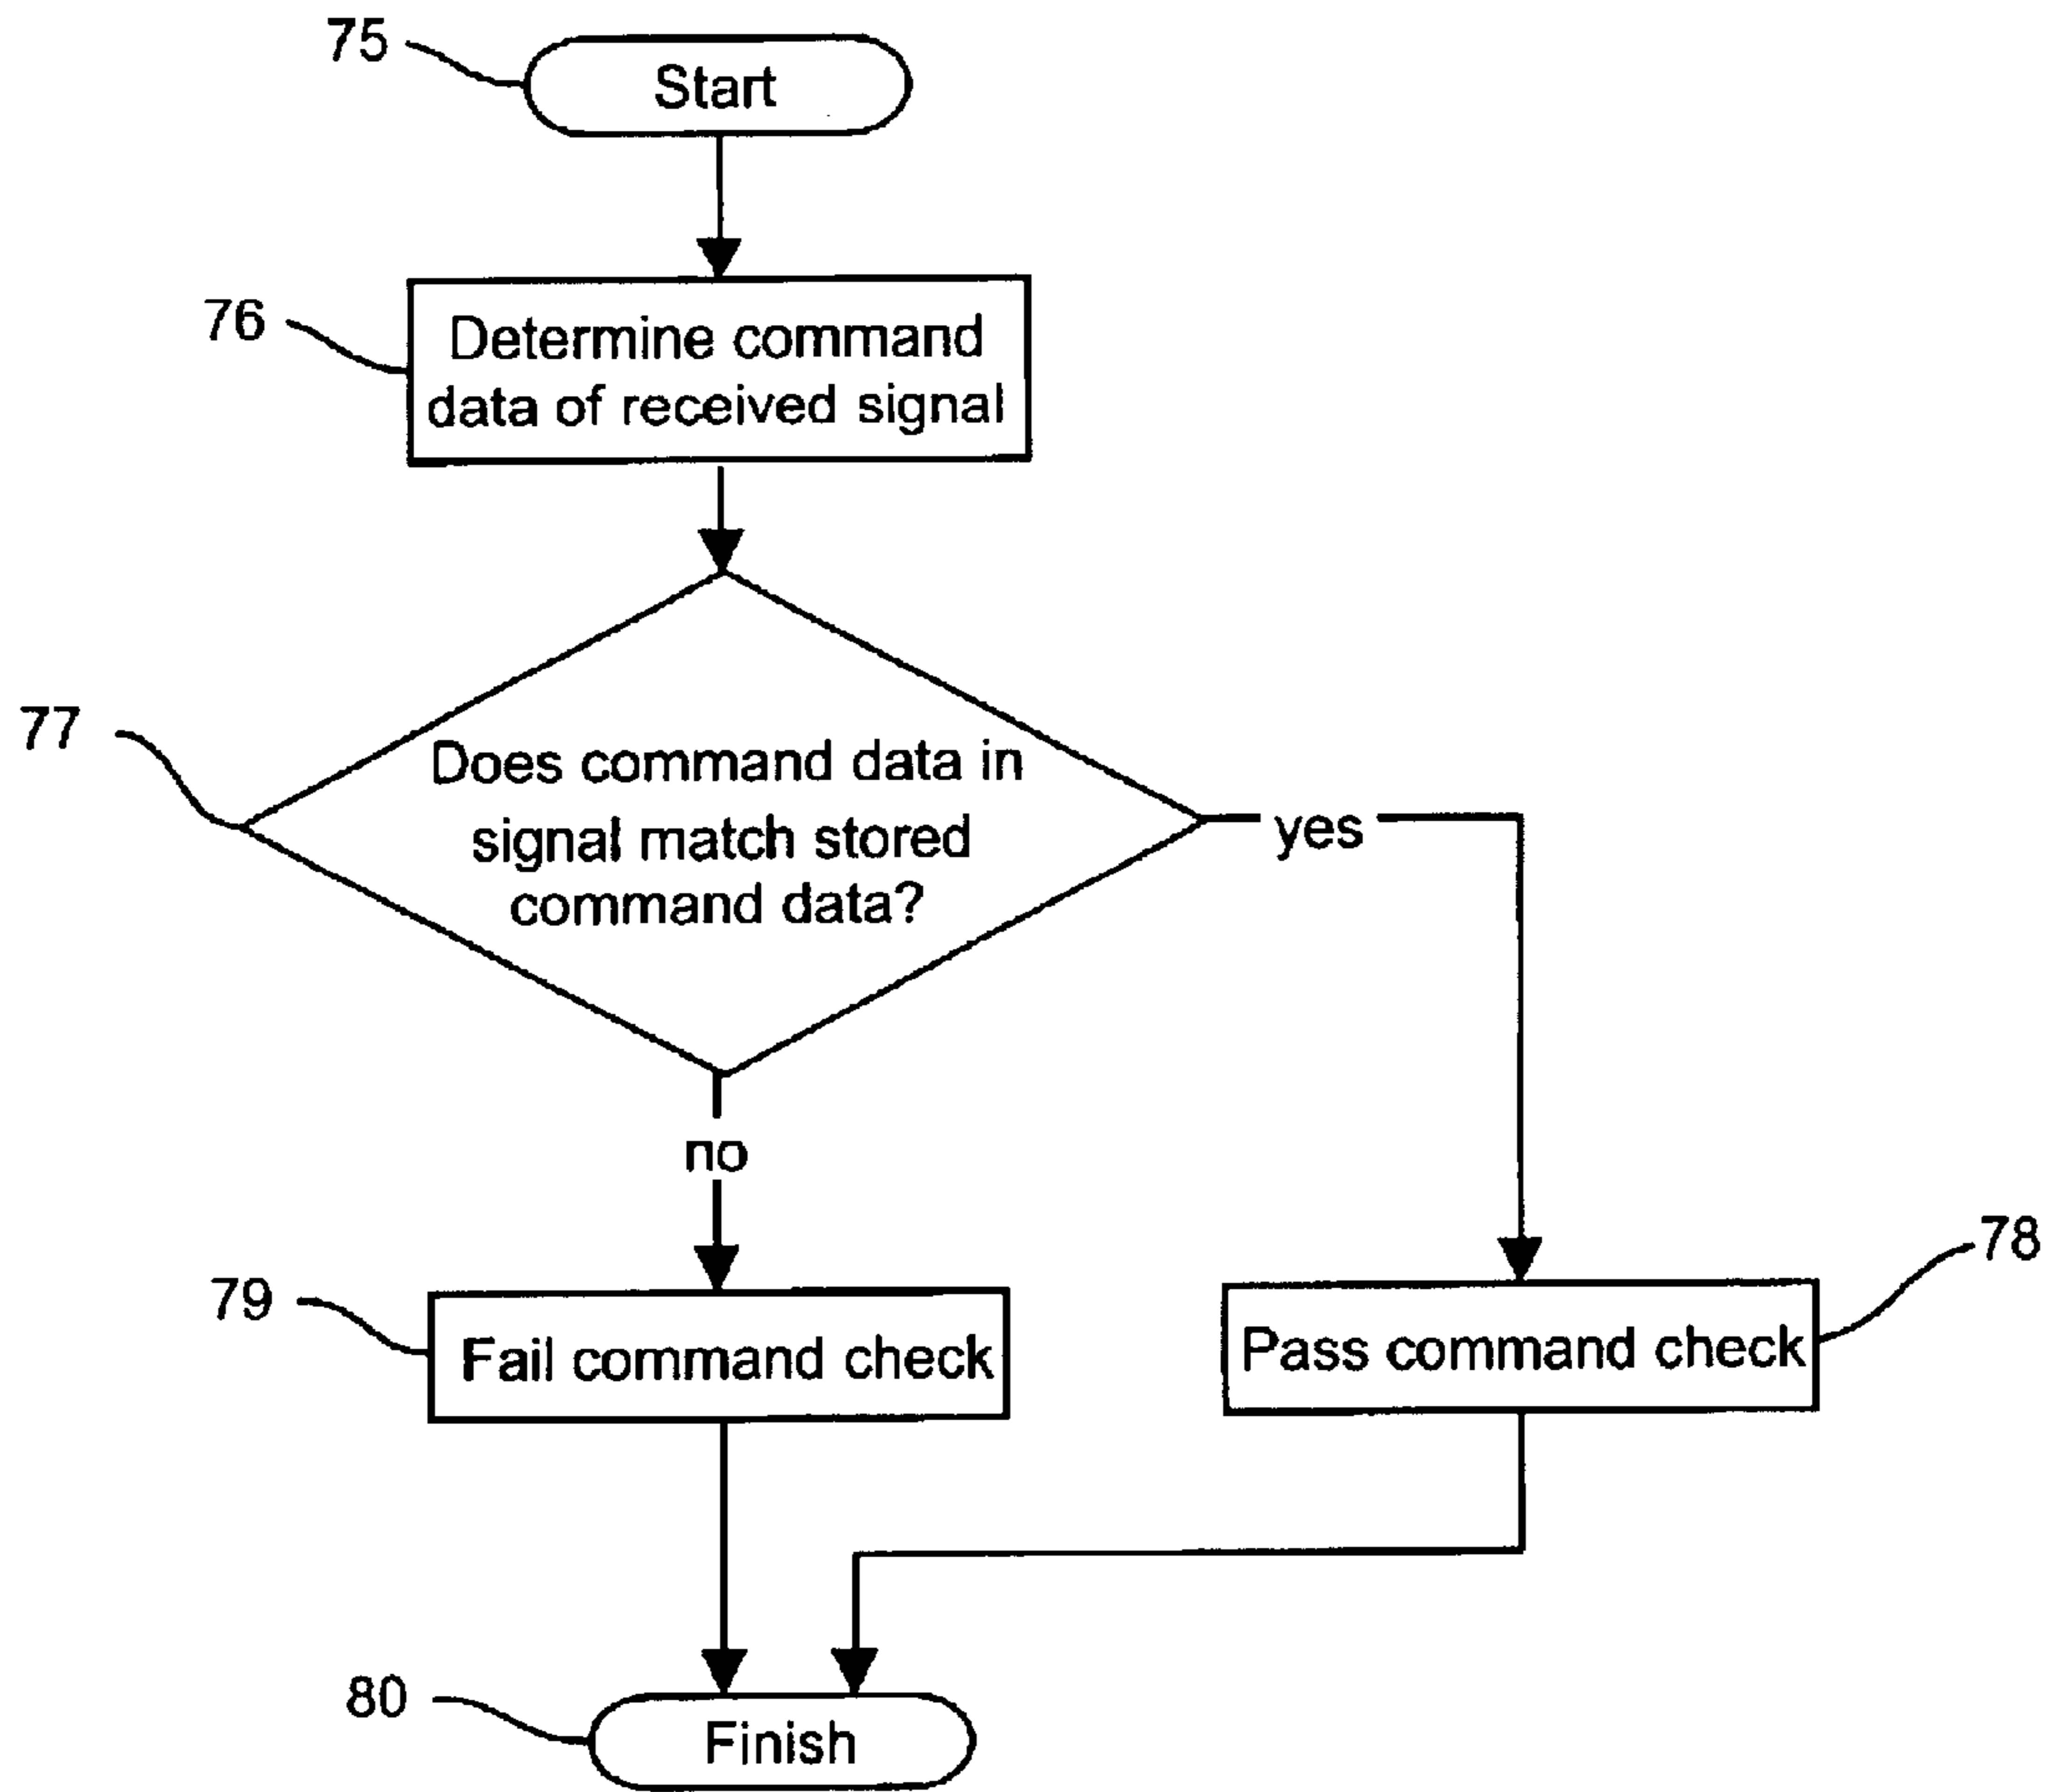 75
Start
76
Determine command
data of received signal
77
Does command data in
signal match stored
command data?
yes
no
79
Fail command check
Pass command check
78
80
Finish